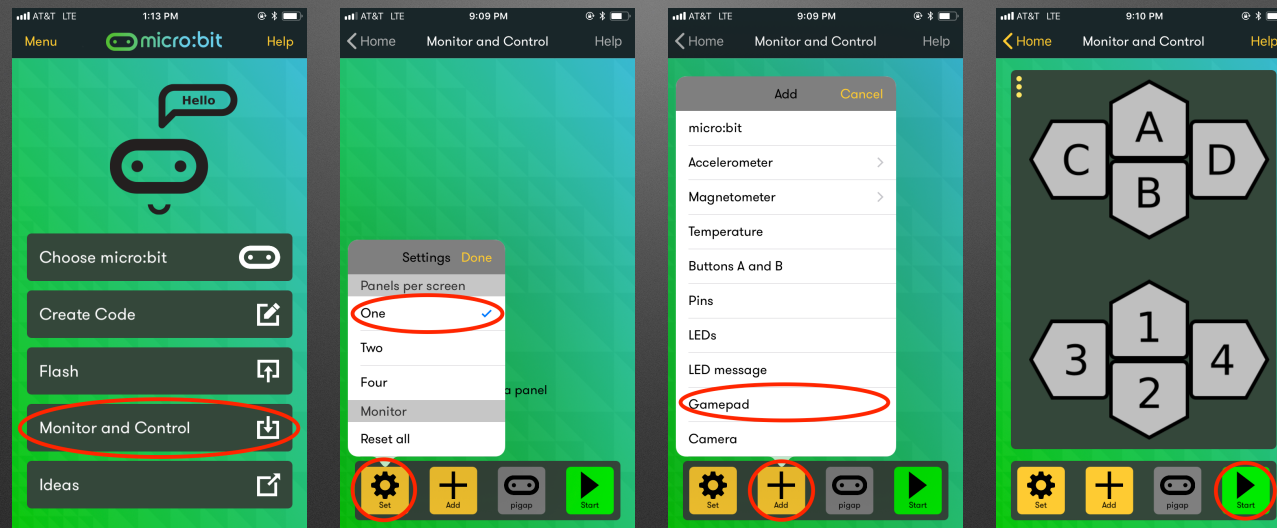 AT&T LTE 1:13 PM
Menu micro:bit Help
Hello
Choose micro:bit
Create Code
Flash
Monitor and Control
Ideas
AT&T LTE 9:09 PM
Home Monitor and Control Help
Settings Done
Panels per screen
One
Two
Four
a panel
Monitor
Reset all
Set Add pigap Start
AT&T LTE 9:09 PM
Home Monitor and Control Help
Add Cancel
micro:bit
Accelerometer
Magnetometer
Temperature
Buttons A and B
Pins
LEDs
LED message
Gamepad
Camera
Set Add pigap Start
AT&T LTE 9:10 PM
Home Monitor and Control Help
A
C D
B
1
3 4
2
Set Add pigap Start